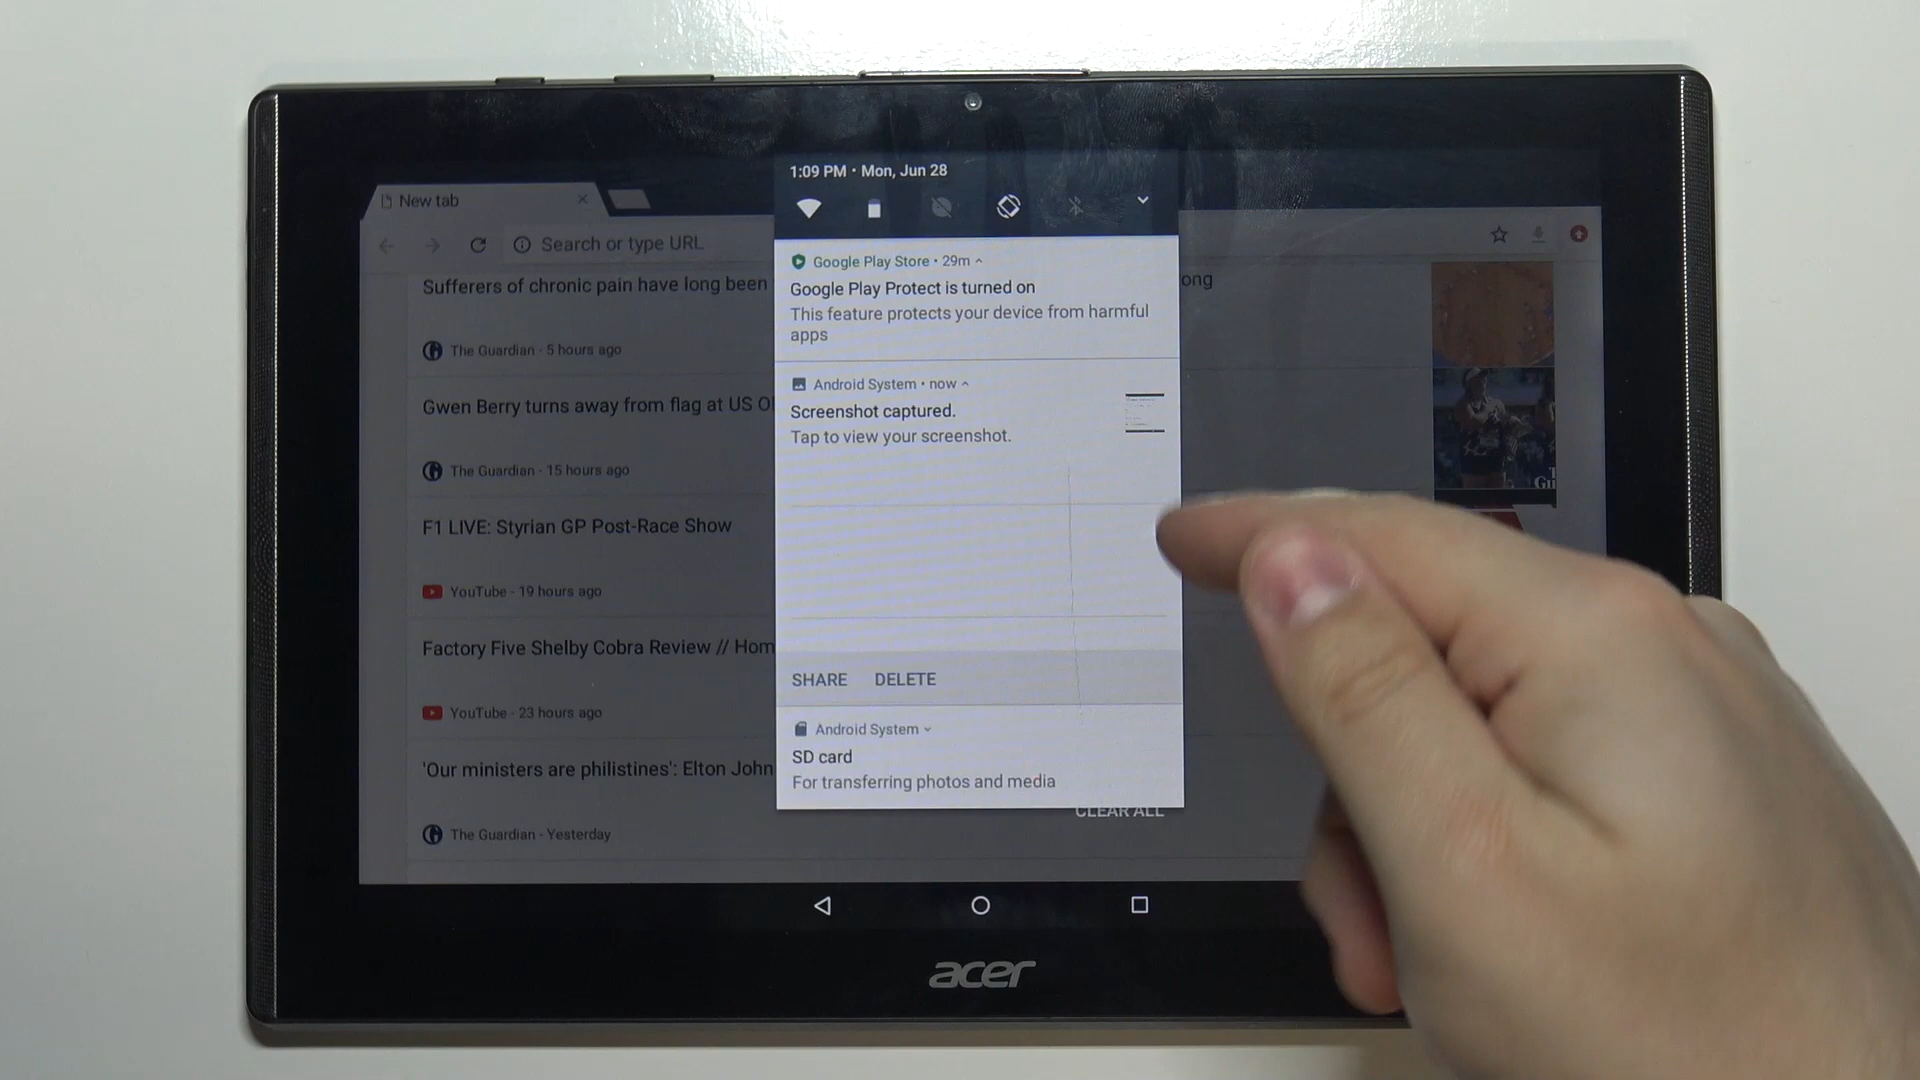 1:09 PM · Mon, Jun 28
New tab
Search or type URL
Google Play Store · 29m
Google Play Protect is turned on
This feature protects your device from harmful
apps
Android System · now
Screenshot captured.
Tap to view your screenshot.
SHARE DELETE
Android System
SD card
For transferring photos and media
CLEAR ALL
Sufferers of chronic pain have long been
ong
The Guardian - 5 hours ago
Gwen Berry turns away from flag at US O
The Guardian - 15 hours ago
F1 LIVE: Styrian GP Post-Race Show
YouTube - 19 hours ago
Factory Five Shelby Cobra Review // Hom
YouTube - 23 hours ago
'Our ministers are philistines': Elton John
The Guardian - Yesterday
acer